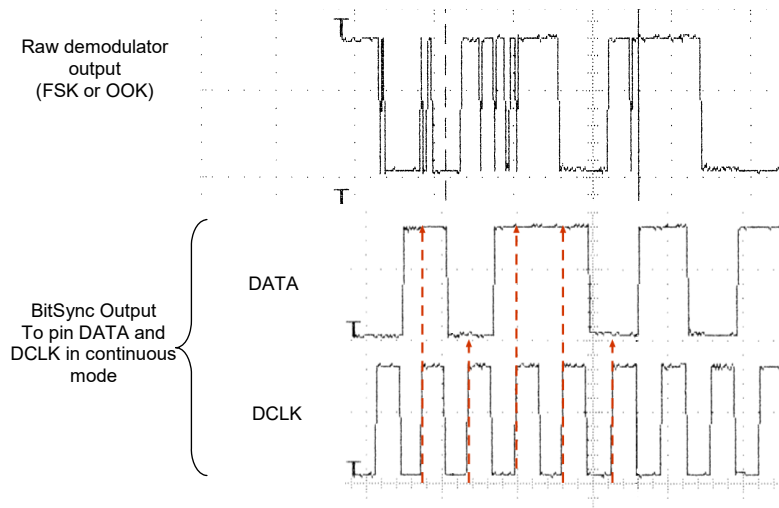 Raw demodulator
output
(FSK or OOK)
DATA
BitSync Output
To pin DATA and
DCLK in continuous
mode
DCLK